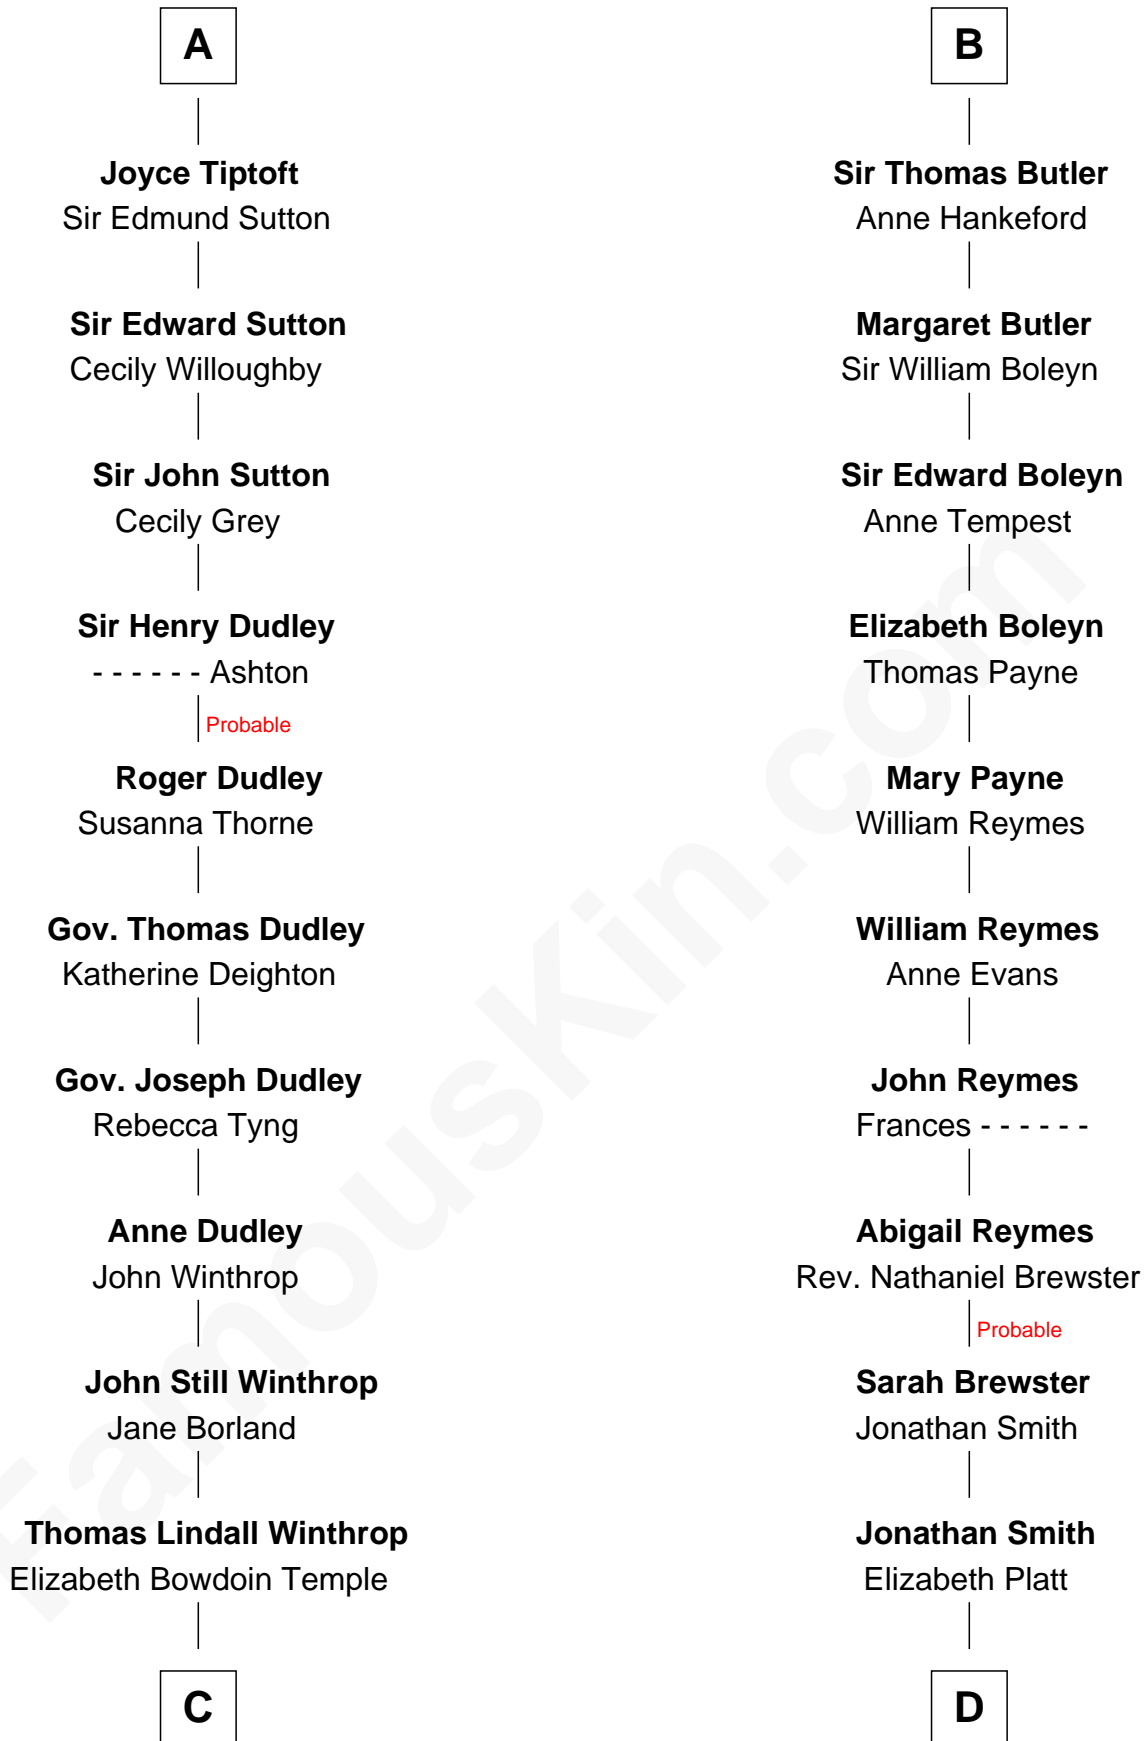 A
Joyce Tiptoft
Sir Edmund Sutton
Sir Edward Sutton
Cecily Willoughby
Sir John Sutton
Cecily Grey
Sir Henry Dudley
- - - - - - Ashton
Probable
Roger Dudley
Susanna Thorne
Gov. Thomas Dudley
Katherine Deighton
Gov. Joseph Dudley
Rebecca Tyng
Anne Dudley
John Winthrop
John Still Winthrop
Jane Borland
Thomas Lindall Winthrop
Elizabeth Bowdoin Temple
C
B
Sir Thomas Butler
Anne Hankeford
Margaret Butler
Sir William Boleyn
Sir Edward Boleyn
Anne Tempest
Elizabeth Boleyn
Thomas Payne
Mary Payne
William Reymes
William Reymes
Anne Evans
John Reymes
Frances - - - - - -
Abigail Reymes
Rev. Nathaniel Brewster
Probable
Sarah Brewster
Jonathan Smith
Jonathan Smith
Elizabeth Platt
D
FamousKin.com